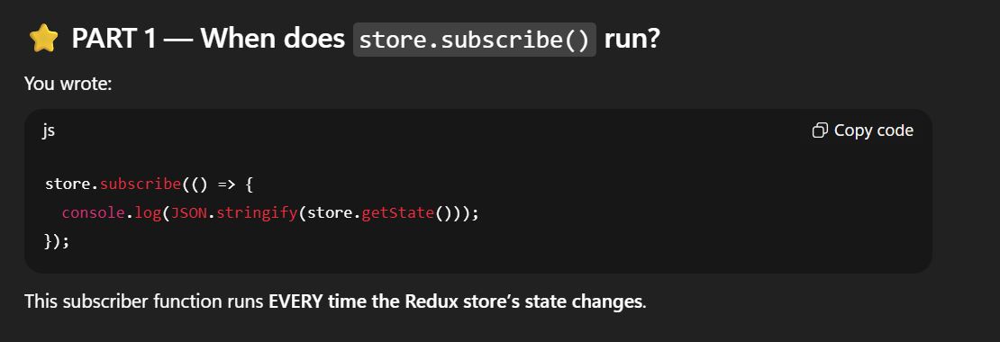 ⭐ PART 1 — When does store.subscribe() run?
You wrote:
js
Copy code
store.subscribe(() => {
  console.log(JSON.stringify(store.getState()));
});
This subscriber function runs EVERY time the Redux store’s state changes.